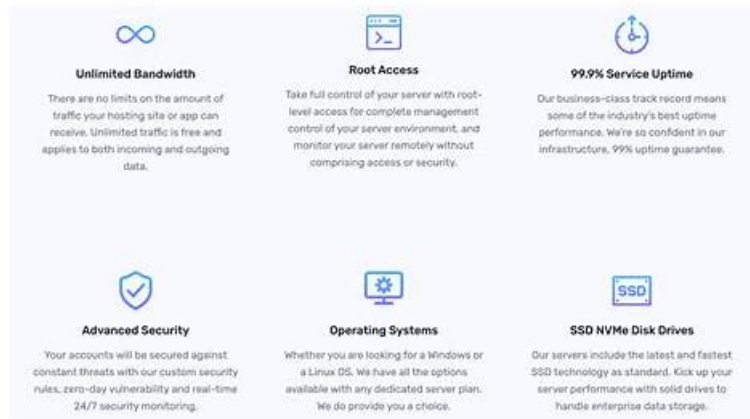 Unlimited Bandwidth
There are no limits on the amount of
traffic your hosting site or app can
receive. Unlimited traffic is free and
applies to both incoming and outgoing
data.
Root Access
Take full control of your server with root-
level access for complete management
control of your server environment, and
monitor your server remotely without
comprising access or security.
99.9% Service Uptime
Our business-class track record means
some of the industry's best uptime
performance. We're so confident in our
infrastructure, 99% uptime guarantee.
Advanced Security
Your accounts will be secured against
constant threats with our custom security
rules, zero-day vulnerability and real-time
24/7 security monitoring.
Operating Systems
Whether you are looking for a Windows or
a Linux OS. We have all the options
available with any dedicated server plan.
We do provide you a choice.
SSD
SSD NVMe Disk Drives
Our servers include the latest and fastest
SSD technology as standard. Kick up your
server performance with solid drives to
handle enterprise data storage.